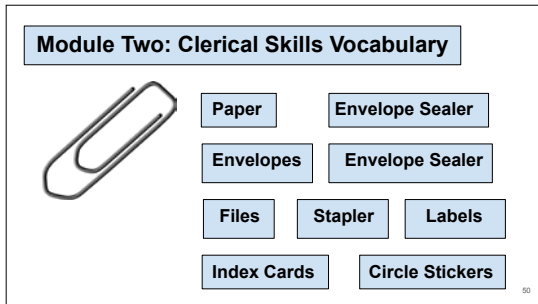 Module Two: Clerical Skills Vocabulary
Paper
Envelope Sealer
Envelopes
Envelope Sealer
Files
Stapler
Labels
Index Cards
Circle Stickers
50